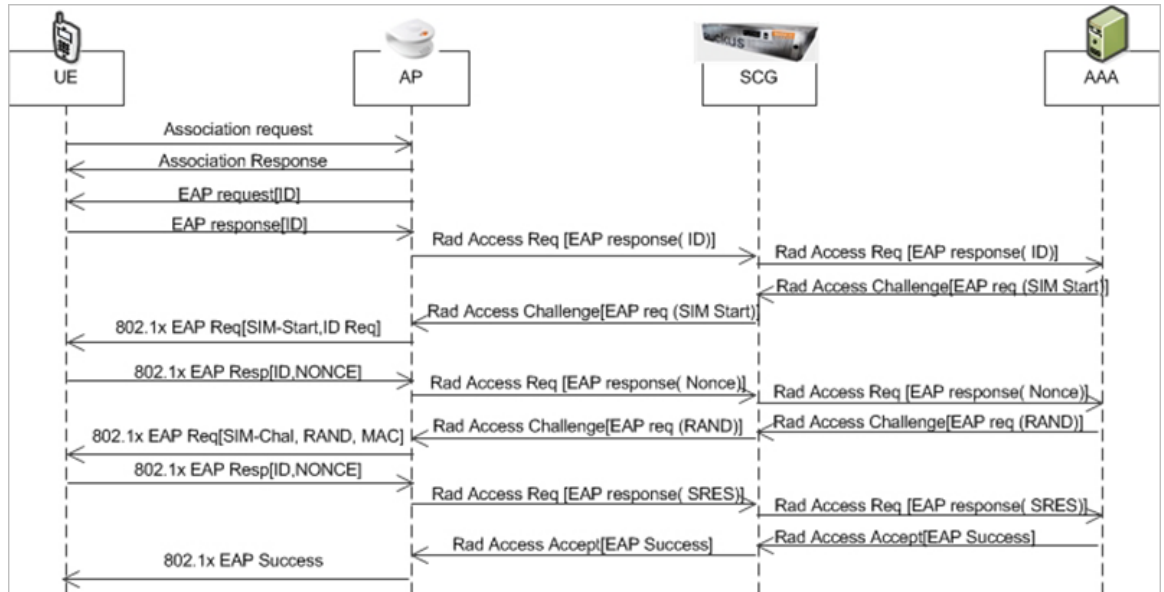 UE
AP
SCG
AAA
Association request
Association Response
EAP request[ID]
EAP response[ID]
Rad Access Req [EAP response( ID)]
Rad Access Req [EAP response( ID)]
Rad Access Challenge[EAP req (SIM Start)]
Rad Access Challenge[EAP req (SIM Start)]
802.1x EAP Req[SIM-Start,ID Req]
802.1x EAP Resp[ID,NONCE]
Rad Access Req [EAP response( Nonce)]
Rad Access Req [EAP response( Nonce)]
Rad Access Challenge[EAP req (RAND)]
Rad Access Challenge[EAP req (RAND)]
802.1x EAP Req[SIM-Chal, RAND, MAC]
802.1x EAP Resp[ID,NONCE]
Rad Access Req [EAP response( SRES)]
Rad Access Req [EAP response( SRES)]
Rad Access Accept[EAP Success]
Rad Access Accept[EAP Success]
802.1x EAP Success